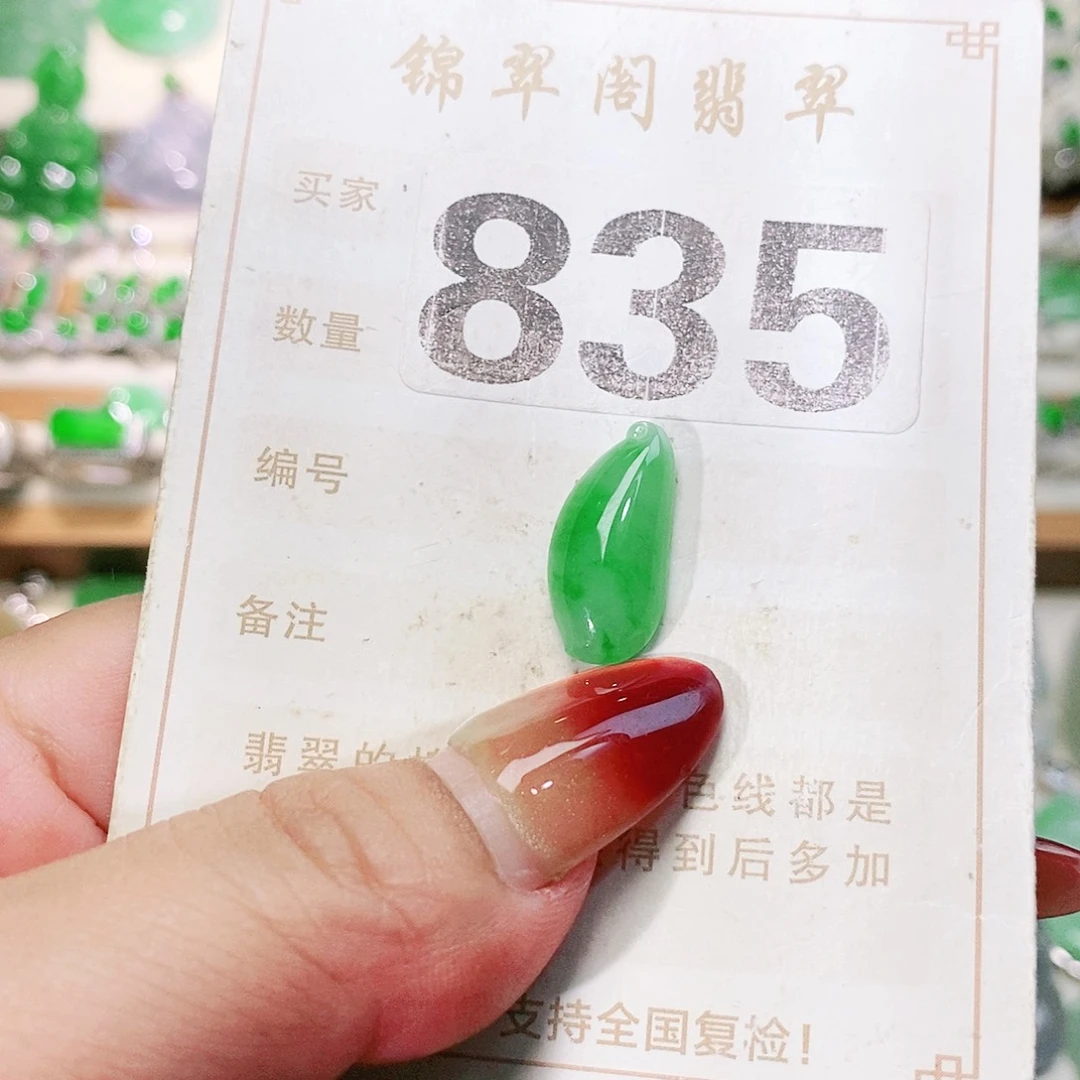 锦翠阁翡翠
买家
835
数量
编号
备注
翡翠的 色线都是
得到后多加
支持全国复检!